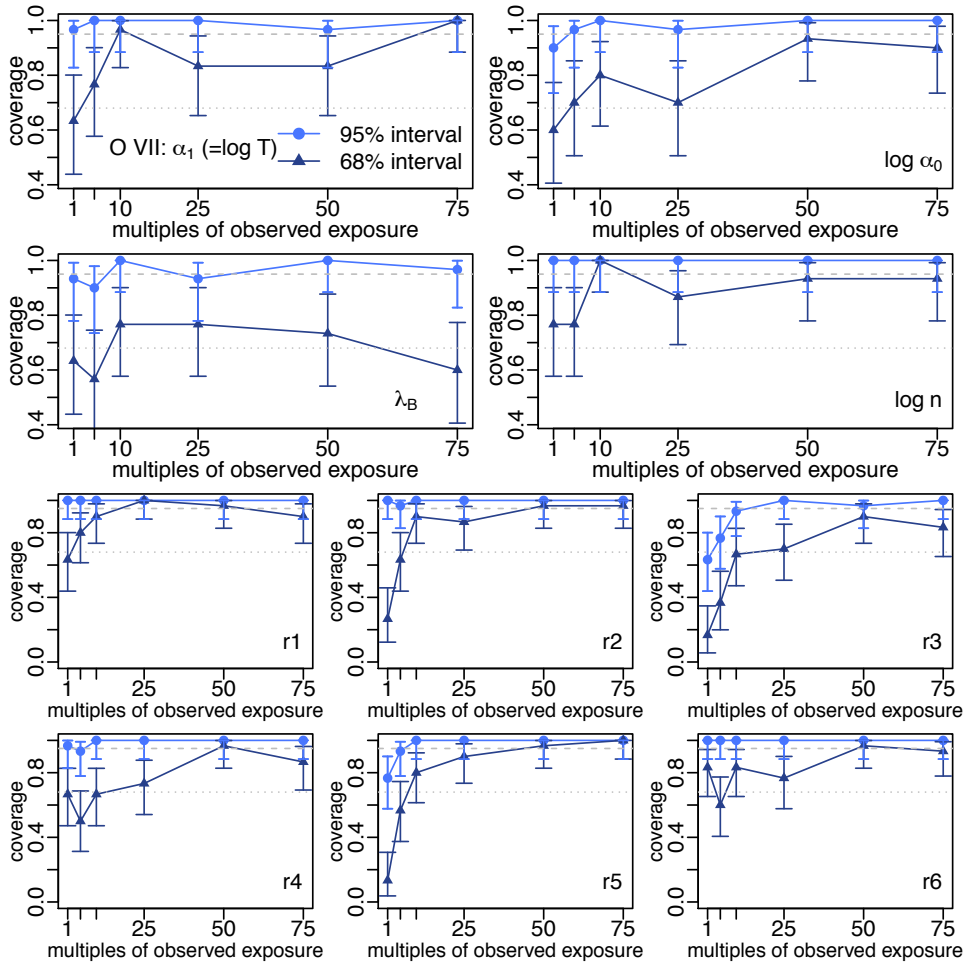 coverage
0.4 0.6 0.8 1.0
O VII: α₁ (=log T)
95% interval
68% interval
1 10 25 50 75
multiples of observed exposure
coverage
0.4 0.6 0.8 1.0
log α₀
1 10 25 50 75
multiples of observed exposure
coverage
0.4 0.6 0.8 1.0
λ_B
1 10 25 50 75
multiples of observed exposure
coverage
0.4 0.6 0.8 1.0
log n
1 10 25 50 75
multiples of observed exposure
coverage
0.0 0.4 0.8
r1
1 25 50 75
multiples of observed exposure
coverage
0.0 0.4 0.8
r2
1 25 50 75
multiples of observed exposure
coverage
0.0 0.4 0.8
r3
1 25 50 75
multiples of observed exposure
coverage
0.0 0.4 0.8
r4
1 25 50 75
multiples of observed exposure
coverage
0.0 0.4 0.8
r5
1 25 50 75
multiples of observed exposure
coverage
0.0 0.4 0.8
r6
1 25 50 75
multiples of observed exposure